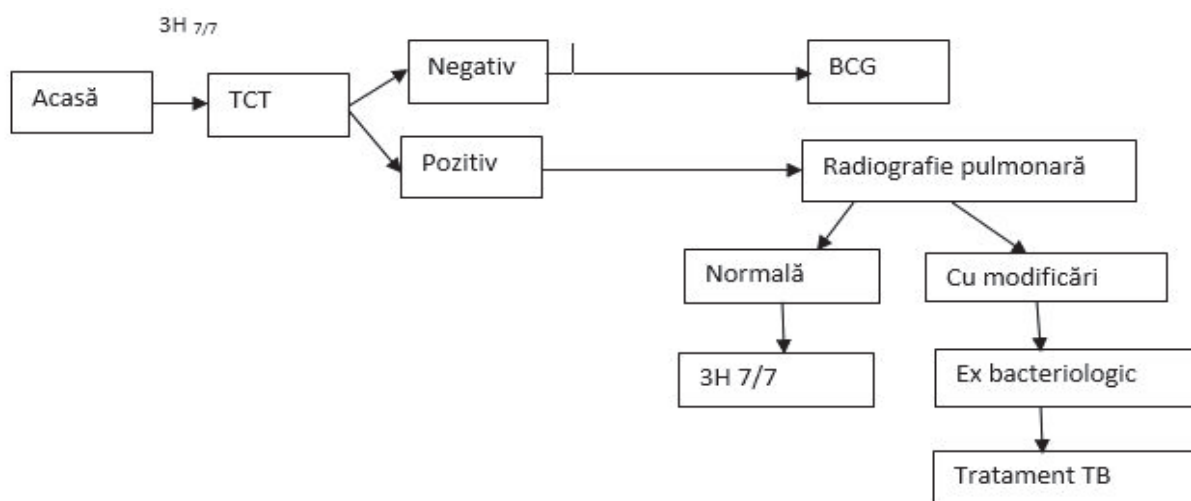 3H 7/7
Acasă
TCT
Negativ
BCG
Pozitiv
Radiografie pulmonară
Normală
Cu modificări
3H 7/7
Ex bacteriologic
Tratament TB